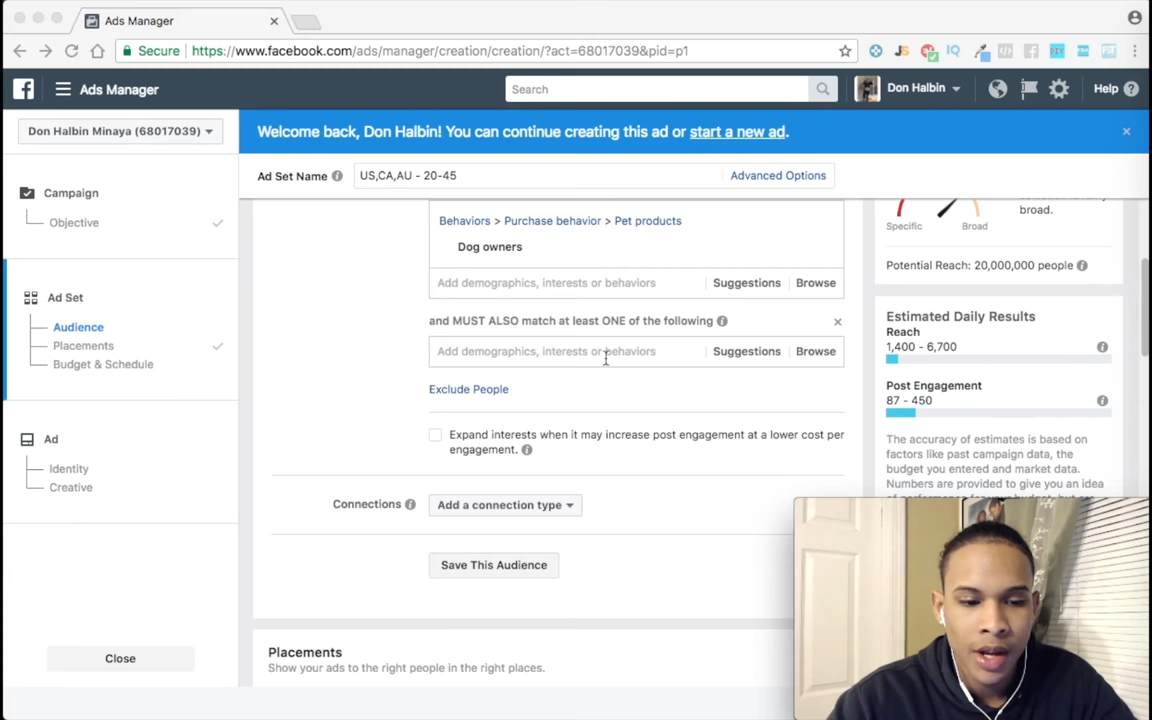 Ads Manager
Secure https://www.facebook.com/ads/manager/creation/creation/?act=68017039&pid=p1
JS
IQ
DIY
Ads Manager
Search
Don Halbin
Help
Don Halbin Minaya (68017039)
Welcome back, Don Halbin! You can continue creating this ad or start a new ad.
Ad Set Name
US,CA,AU - 20-45
Advanced Options
Campaign
Objective
Ad Set
Audience
Placements
Budget & Schedule
Ad
Identity
Creative
Close
Behaviors > Purchase behavior > Pet products
Dog owners
Add demographics, interests or behaviors
Suggestions
Browse
and MUST ALSO match at least ONE of the following
Add demographics, interests or behaviors
Suggestions
Browse
Exclude People
Expand interests when it may increase post engagement at a lower cost per
engagement.
Connections
Add a connection type
Save This Audience
Placements
Show your ads to the right people in the right places.
broad.
Specific
Broad
Potential Reach: 20,000,000 people
Estimated Daily Results
Reach
1,400 - 6,700
Post Engagement
87 - 450
The accuracy of estimates is based on
factors like past campaign data, the
budget you entered and market data.
Numbers are provided to give you an idea